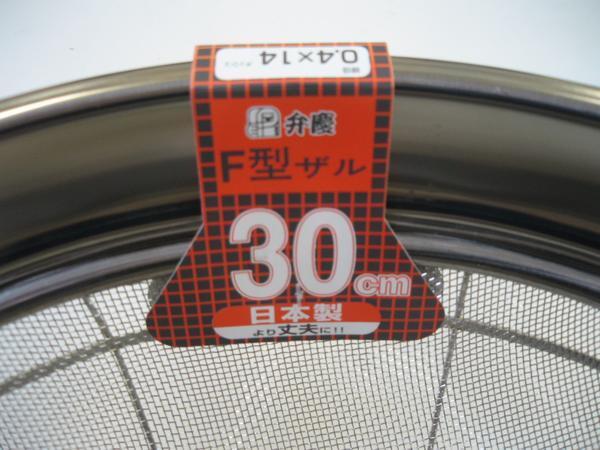 0.4×14
弁慶
F型ザル
30cm
日本製
より丈夫に!!